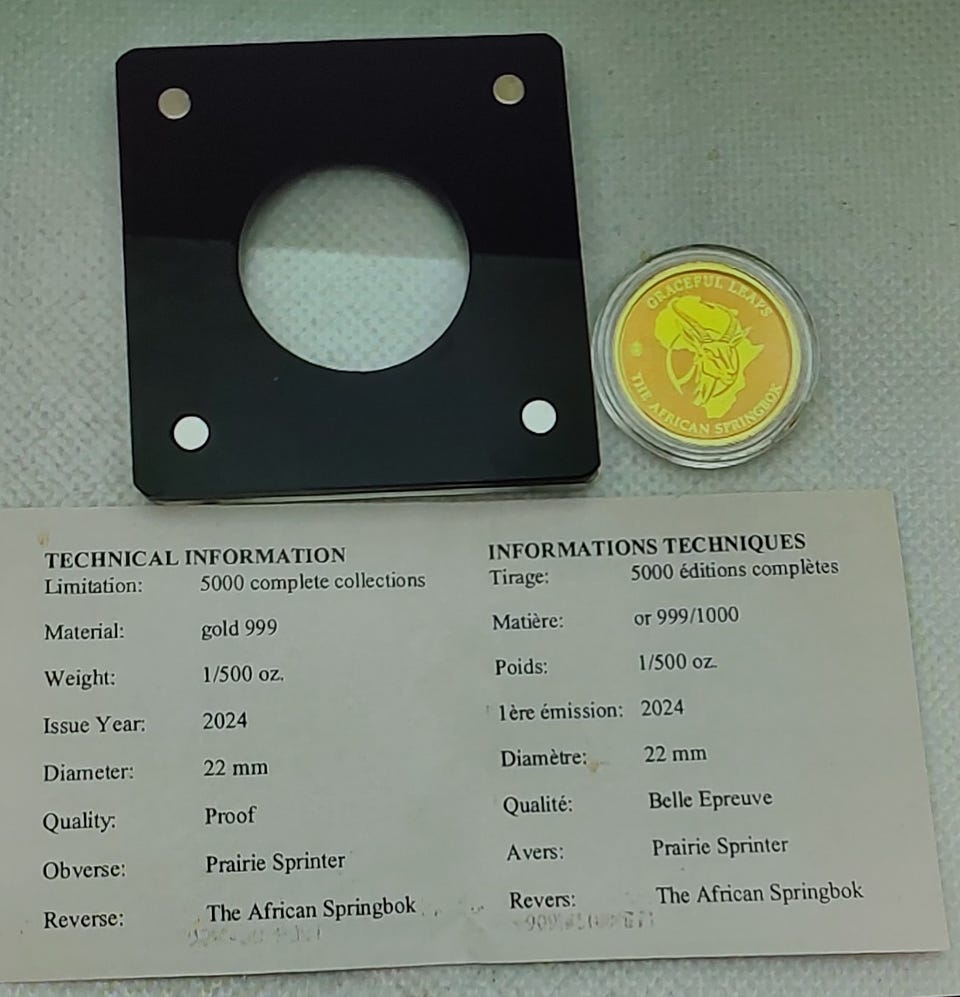 GRACEFUL LEAPS
THE AFRICAN SPRINGBOK
TECHNICAL INFORMATION
Limitation: 5000 complete collections
Material: gold 999
Weight: 1/500 oz.
Issue Year: 2024
Diameter: 22 mm
Quality: Proof
Obverse: Prairie Sprinter
Reverse: The African Springbok
INFORMATIONS TECHNIQUES
Tirage: 5000 éditions complètes
Matière: or 999/1000
Poids: 1/500 oz.
1ère émission: 2024
Diamètre: 22 mm
Qualité: Belle Epreuve
Avers: Prairie Sprinter
Revers: The African Springbok